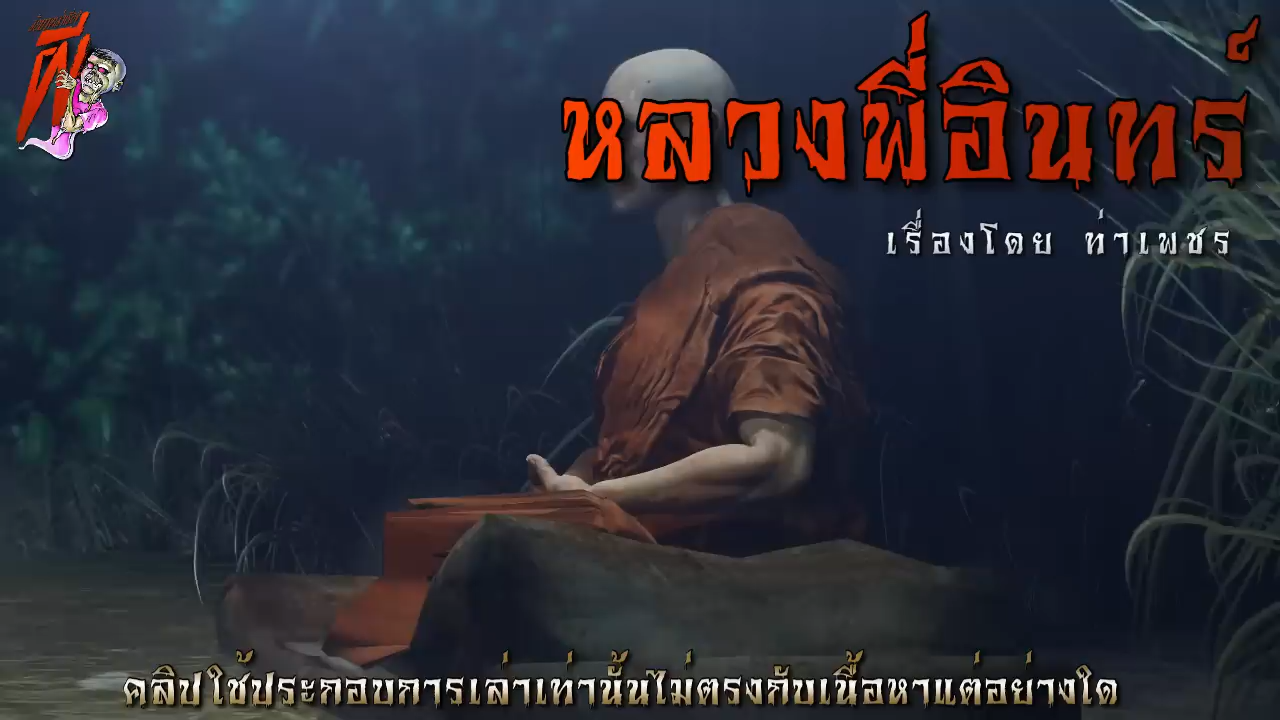 ผี
หลวงพี่อินทร์
เรื่องโดย ท่าเพชร
คลิปใช้ประกอบการเล่าเท่านั้นไม่ตรงกับเนื้อหาแต่อย่างใด